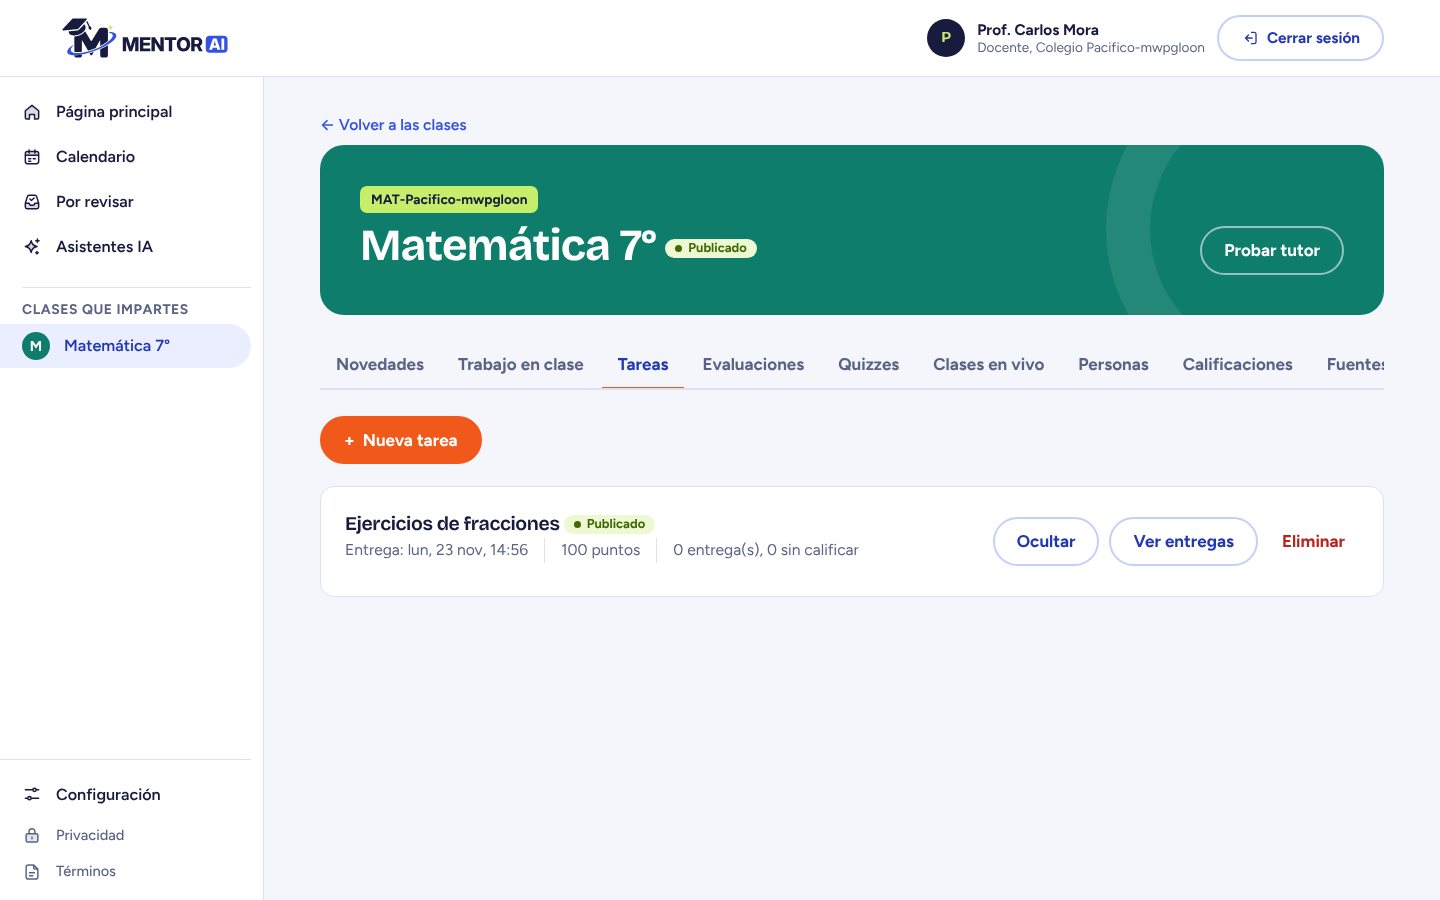 MENTOR AI
Prof. Carlos Mora
Docente, Colegio Pacifico-mwpgloon
Cerrar sesión
Página principal
Calendario
Por revisar
Asistentes IA
CLASES QUE IMPARTES
M Matemática 7°
Configuración
Privacidad
Términos
← Volver a las clases
MAT-Pacifico-mwpgloon
Matemática 7° Publicado
Probar tutor
Novedades Trabajo en clase Tareas Evaluaciones Quizzes Clases en vivo Personas Calificaciones Fuentes
+ Nueva tarea
Ejercicios de fracciones Publicado
Entrega: lun, 23 nov, 14:56 100 puntos 0 entrega(s), 0 sin calificar
Ocultar Ver entregas Eliminar
P